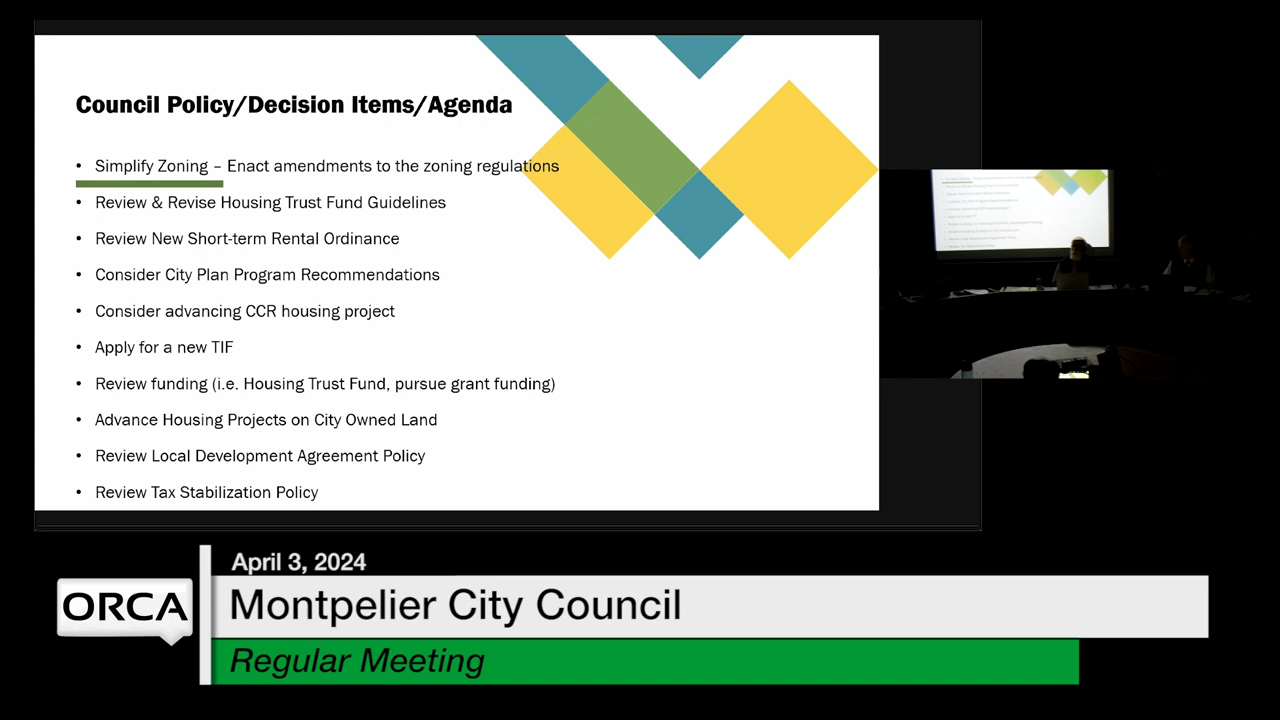 Council Policy/Decision Items/Agenda
• Simplify Zoning – Enact amendments to the zoning regulations
• Review & Revise Housing Trust Fund Guidelines
• Review New Short-term Rental Ordinance
• Consider City Plan Program Recommendations
• Consider advancing CCR housing project
• Apply for a new TIF
• Review funding (i.e. Housing Trust Fund, pursue grant funding)
• Advance Housing Projects on City Owned Land
• Review Local Development Agreement Policy
• Review Tax Stabilization Policy
April 3, 2024
ORCA
Montpelier City Council
Regular Meeting